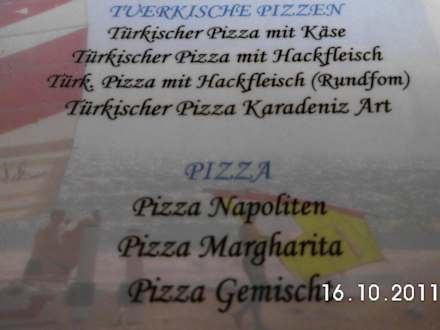 TUERKISCHE PIZZEN
Türkischer Pizza mit Käse
Türkischer Pizza mit Hackfleisch
Türk. Pizza mit Hackfleisch (Rundfom)
Türkischer Pizza Karadeniz Art
PIZZA
Pizza Napoliten
Pizza Margharita
Pizza Gemischt
16.10.2011